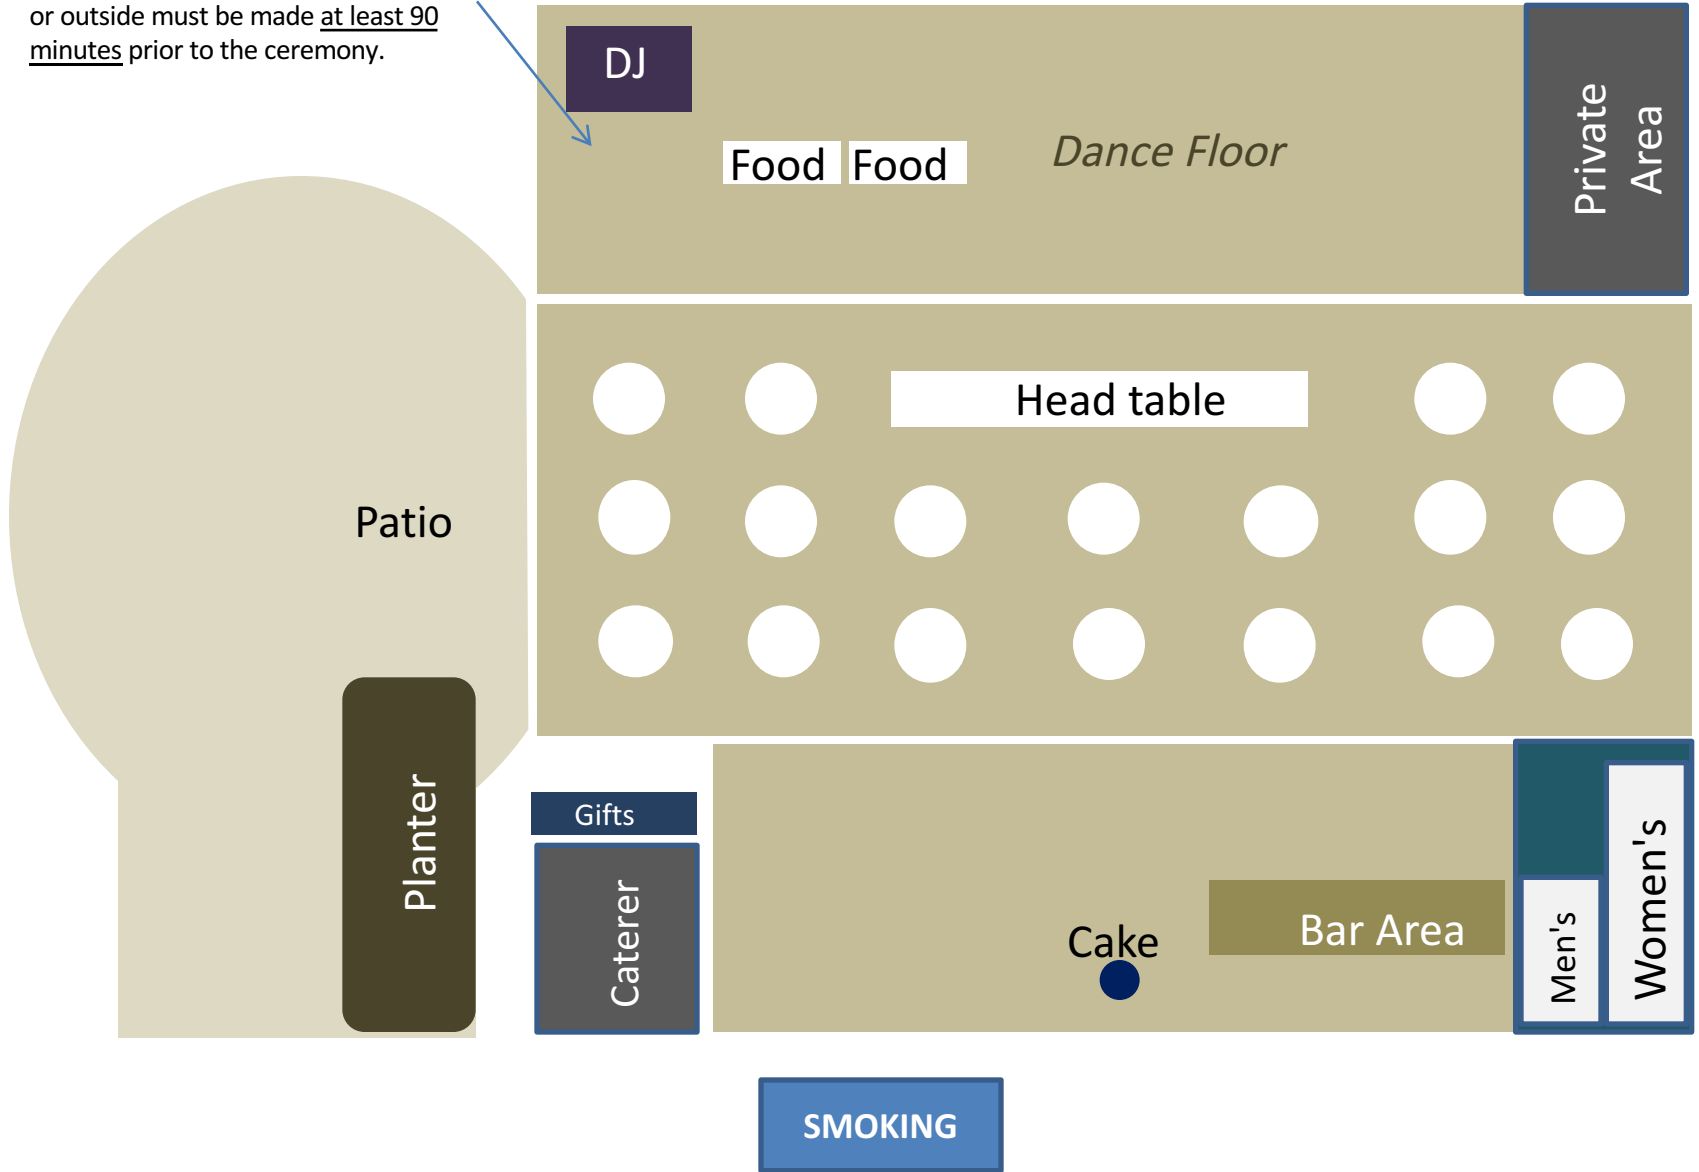 or outside must be made at least 90
minutes prior to the ceremony.
DJ
Food Food
Dance Floor
Private
Area
Head table
Patio
Planter
Gifts
Caterer
Cake
Bar Area
Men's
Women's
SMOKING